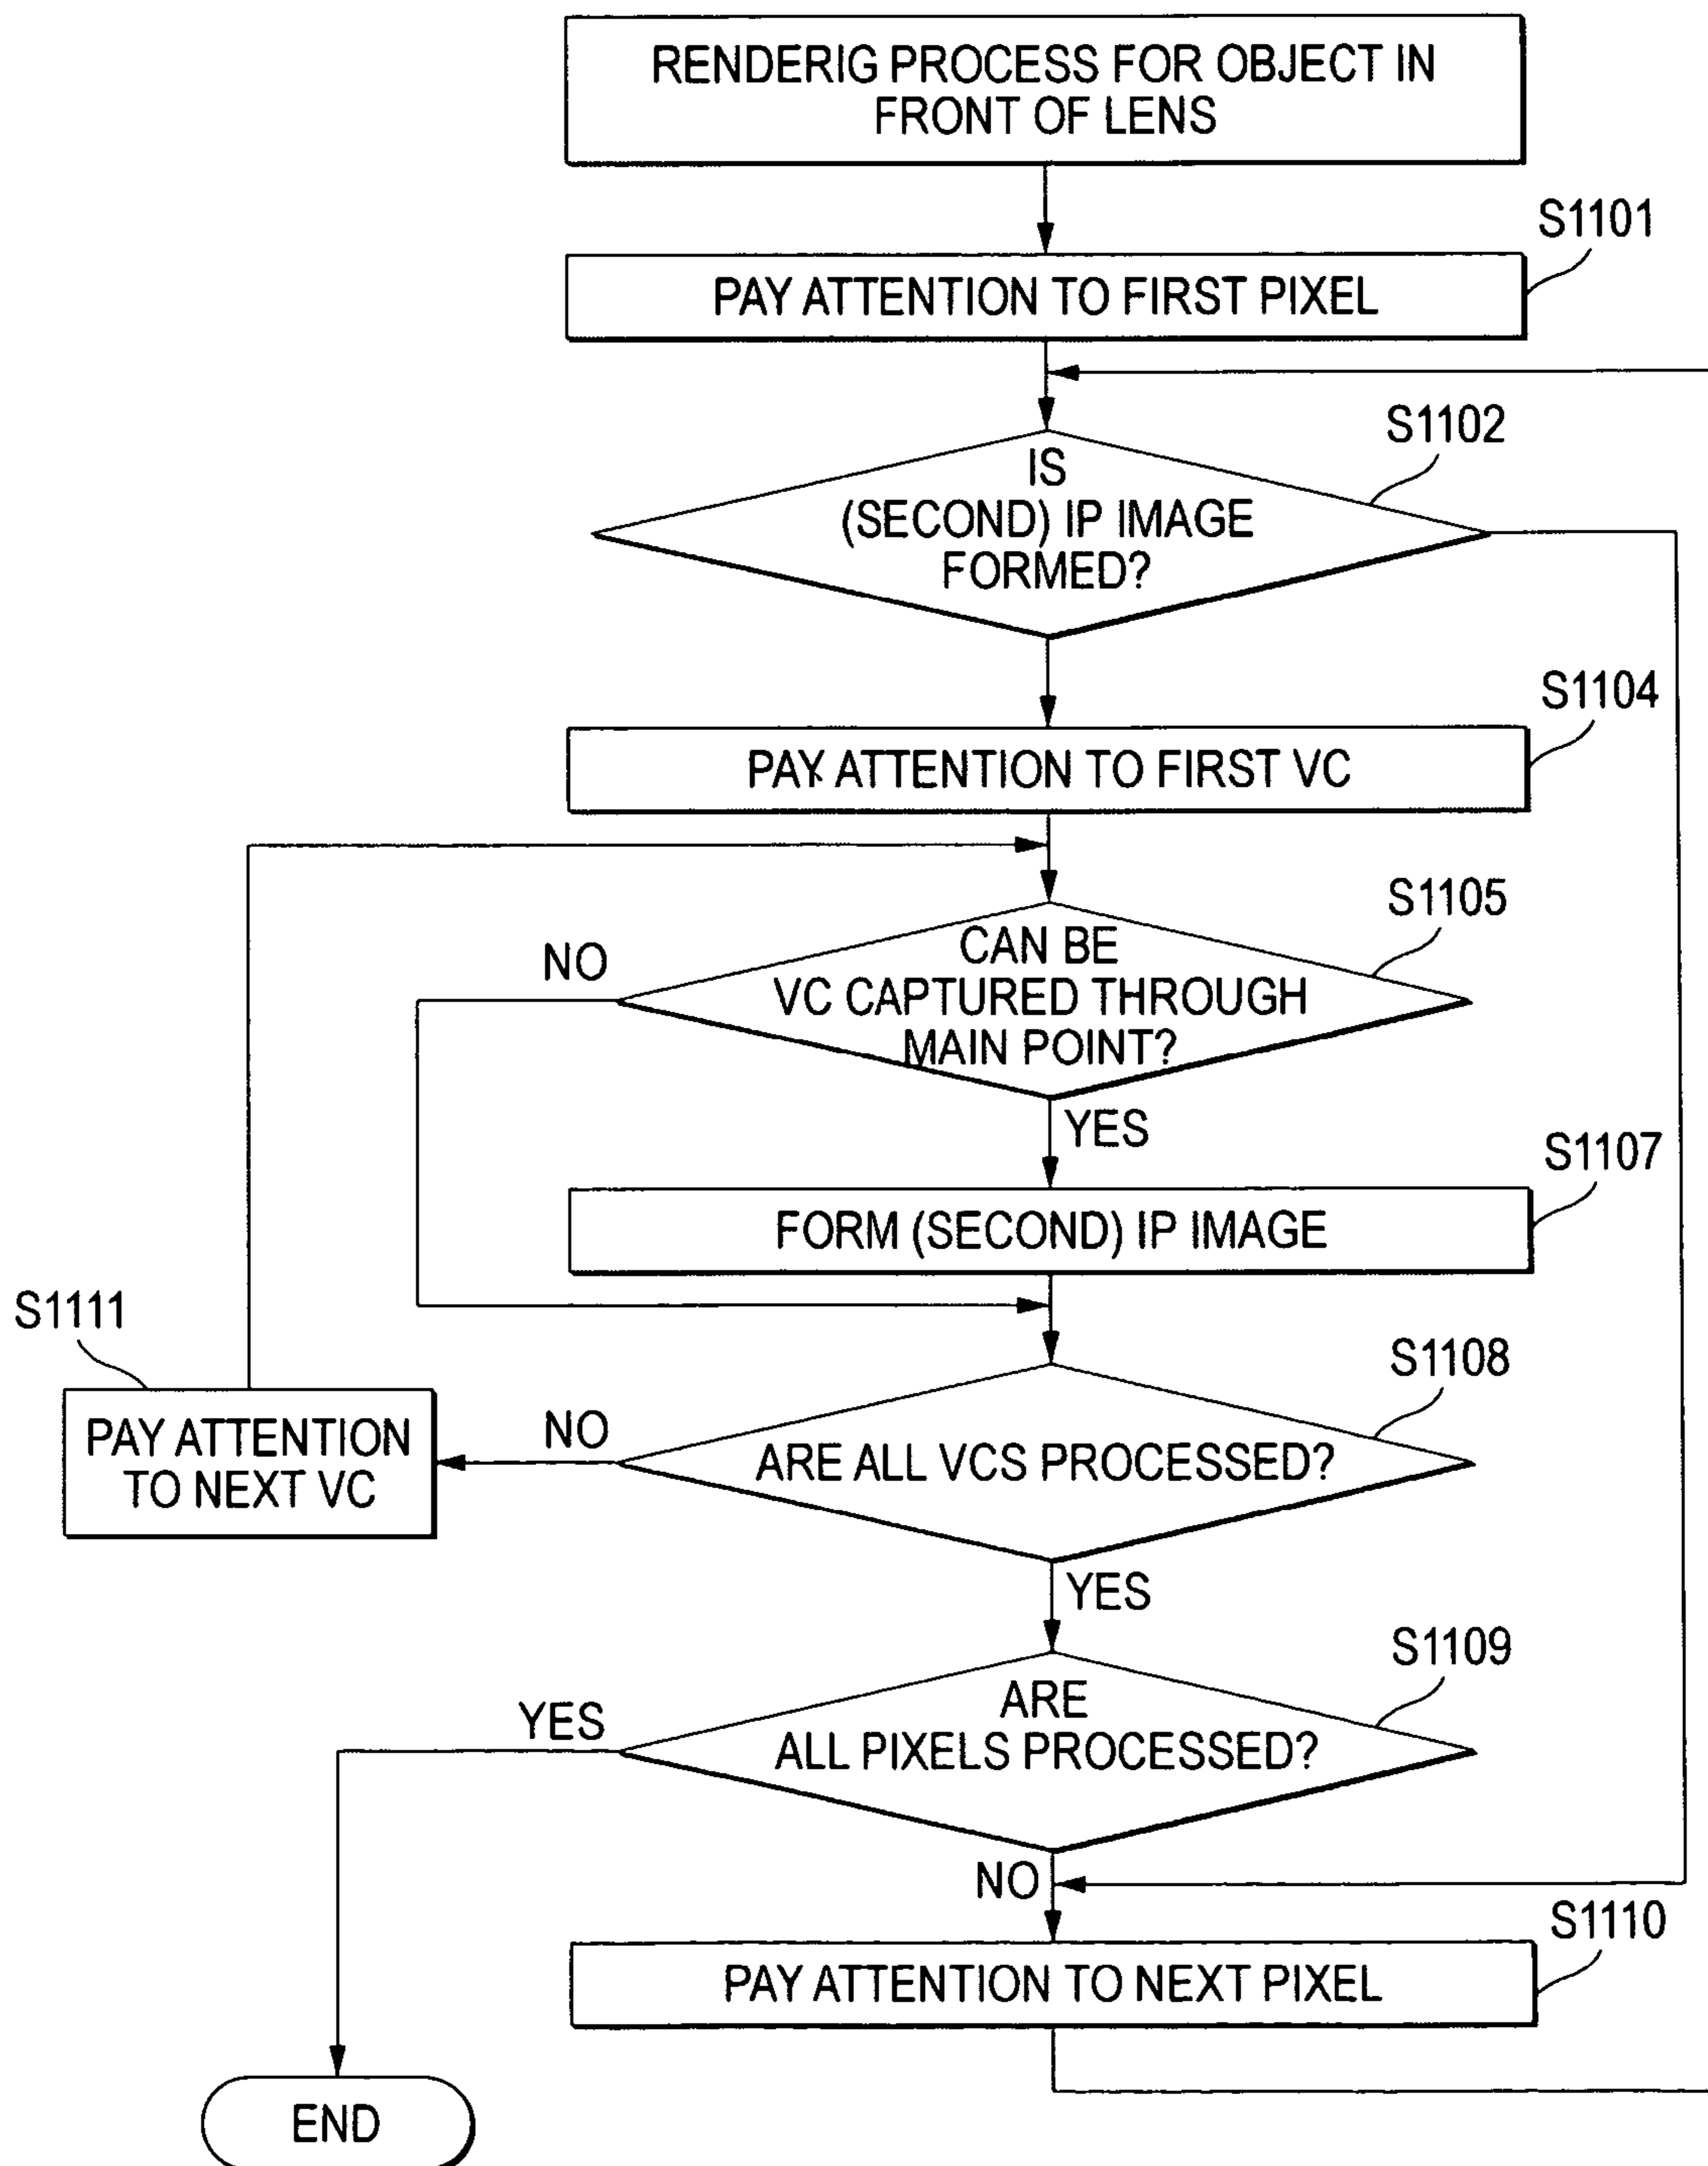 RENDERIG PROCESS FOR OBJECT IN
FRONT OF LENS
S1101
PAY ATTENTION TO FIRST PIXEL
S1102
IS
(SECOND) IP IMAGE
FORMED?
S1104
PAY ATTENTION TO FIRST VC
S1105
NO
CAN BE
VC CAPTURED THROUGH
MAIN POINT?
YES
S1107
FORM (SECOND) IP IMAGE
S1111
S1108
PAY ATTENTION
TO NEXT VC
NO
ARE ALL VCS PROCESSED?
YES
S1109
YES
ARE
ALL PIXELS PROCESSED?
NO
S1110
PAY ATTENTION TO NEXT PIXEL
END